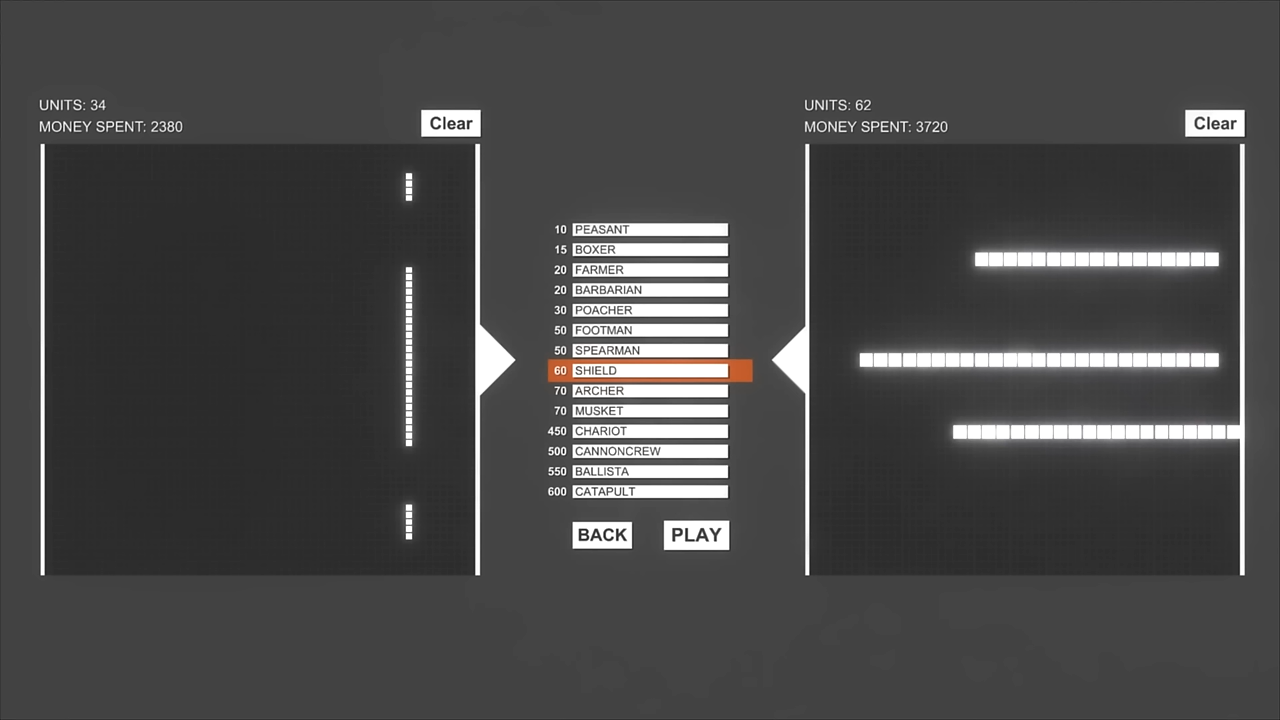 UNITS: 34
MONEY SPENT: 2380
Clear
UNITS: 62
MONEY SPENT: 3720
Clear
10 PEASANT
15 BOXER
20 FARMER
20 BARBARIAN
30 POACHER
50 FOOTMAN
50 SPEARMAN
60 SHIELD
70 ARCHER
70 MUSKET
450 CHARIOT
500 CANNONCREW
550 BALLISTA
600 CATAPULT
BACK PLAY